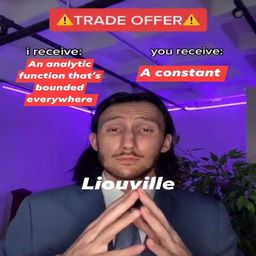 ⚠TRADE OFFER⚠
i receive:
you receive:
An analytic
function that's
bounded
everywhere
A constant
Liouville